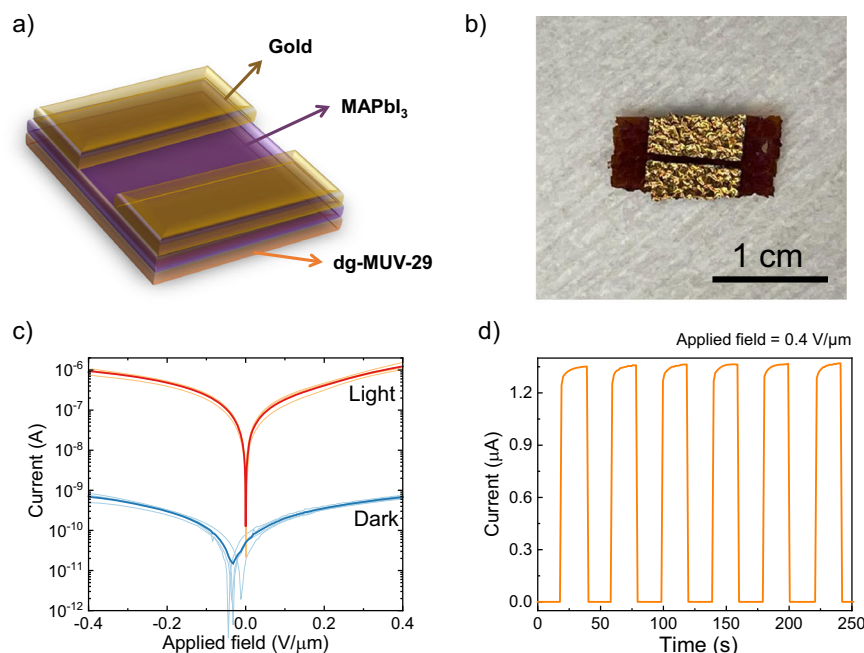 a)
Gold
MAPbI₃
dg-MUV-29
b)
1 cm
c)
10⁻⁶
10⁻⁷
10⁻⁸
10⁻⁹
10⁻¹⁰
10⁻¹¹
10⁻¹²
Current (A)
Light
Dark
-0.4
-0.2
0.0
0.2
0.4
Applied field (V/μm)
d)
Applied field = 0.4 V/μm
1.2
0.9
0.6
0.3
0.0
Current (μA)
0
50
100
150
200
250
Time (s)